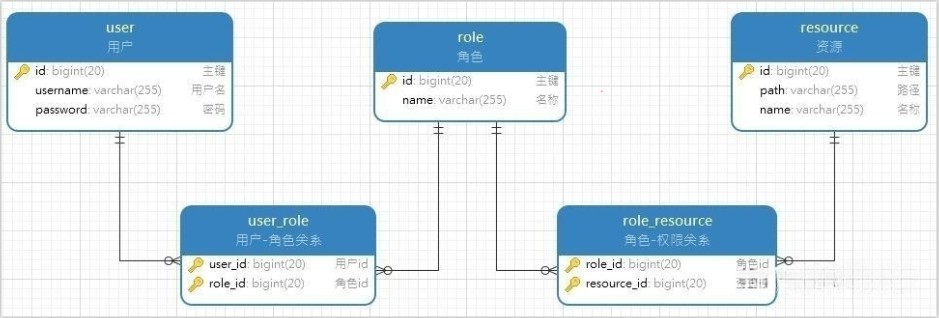 user
用户
id: bigint(20) 主键
username: varchar(255) 用户名
password: varchar(255) 密码
role
角色
id: bigint(20) 主键
name: varchar(255) 名称
resource
资源
id: bigint(20) 主键
path: varchar(255) 路径
name: varchar(255) 名称
user_role
用户-角色关系
user_id: bigint(20) 用户id
role_id: bigint(20) 角色id
role_resource
角色-权限关系
role_id: bigint(20) 角色id
resource_id: bigint(20)